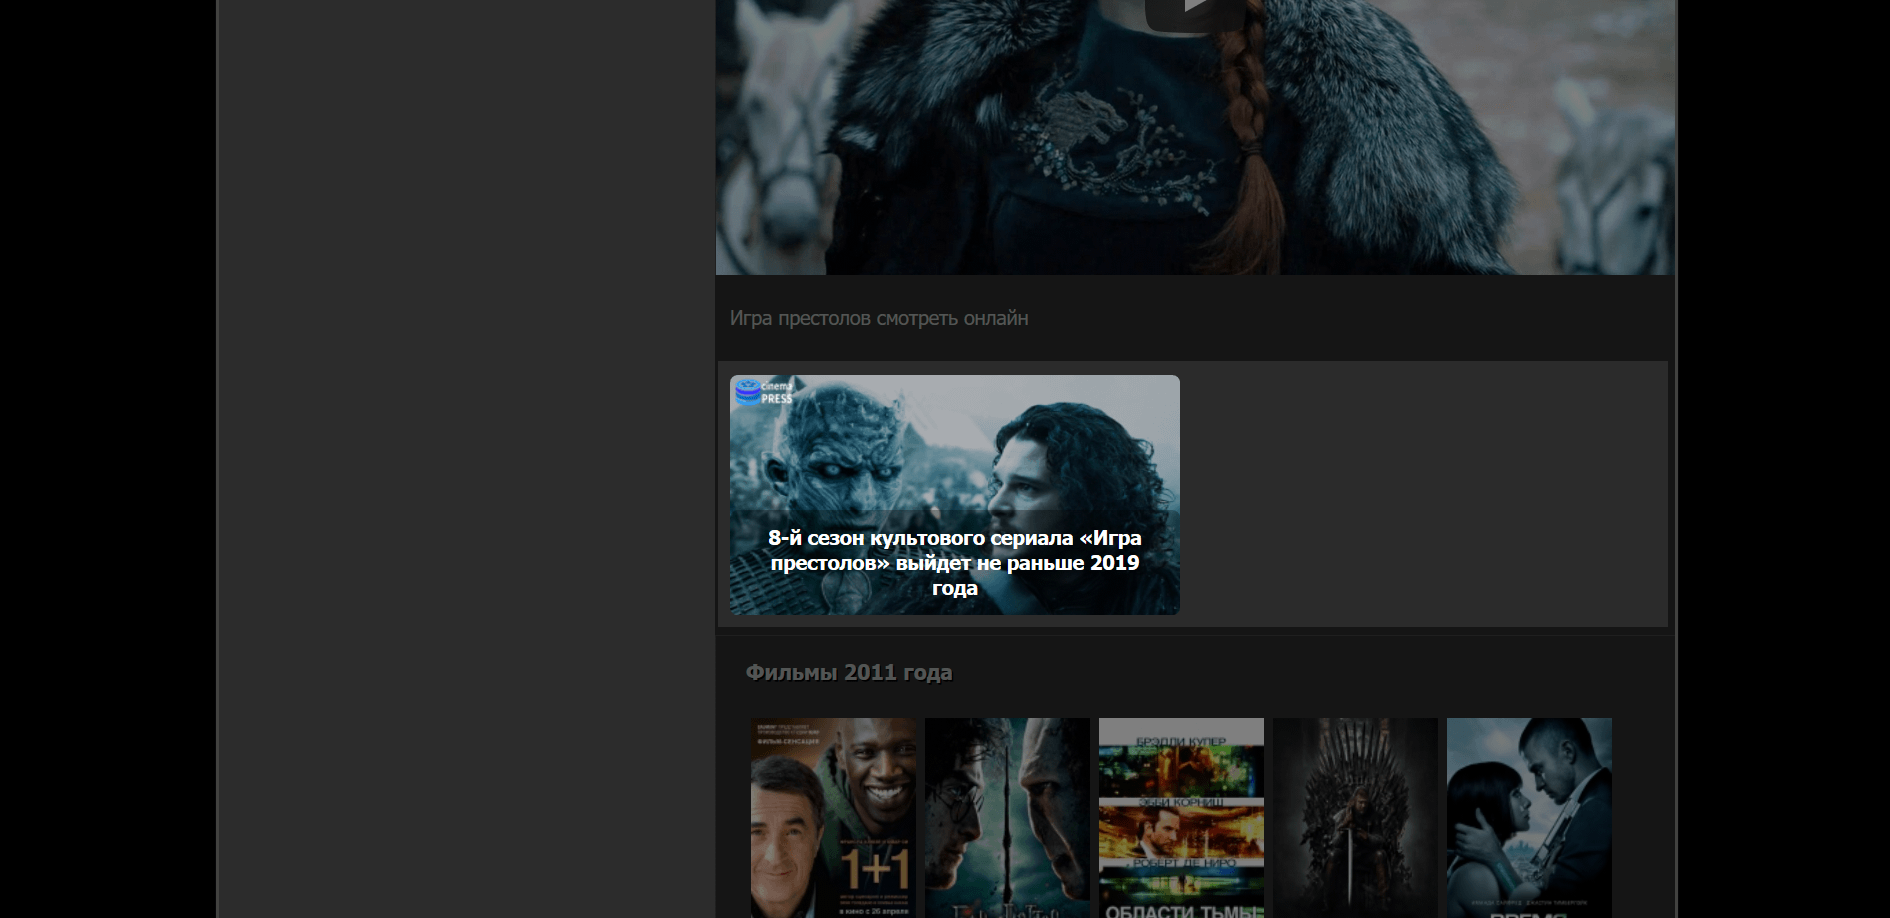 Игра престолов смотреть онлайн
cinema
PRESS
8-й сезон культового сериала «Игра
престолов» выйдет не раньше 2019
года
Фильмы 2011 года
ФИЛЬМ-СЕНСАЦИЯ
1+1
в кино с 26 апреля
БРЭДЛИ КУПЕР
ЭББИ КОРНИШ
РОБЕРТ ДЕ НИРО
ОБЛАСТИ ТЬМЫ
ВРЕМЯ